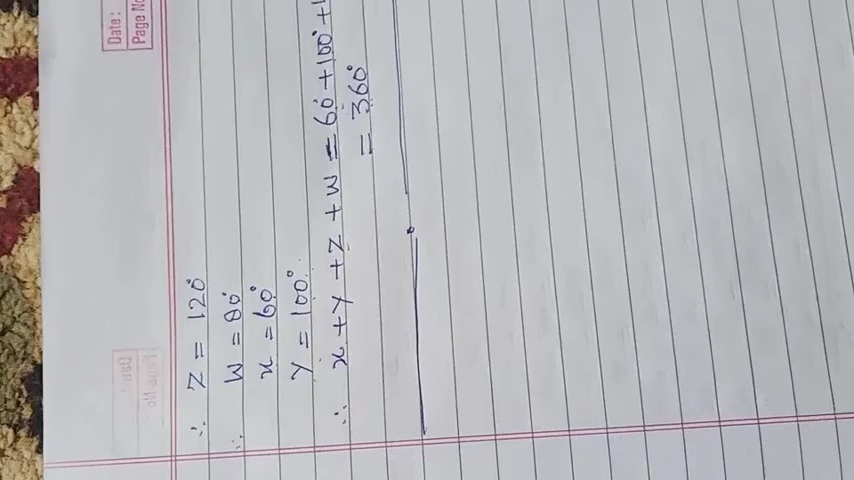 Date:
Page No
∴ Z = 120°
∴ W = 80°
x = 60°
Y = 100°
∴ x + Y + Z + W = 60° + 100° +
= 360°